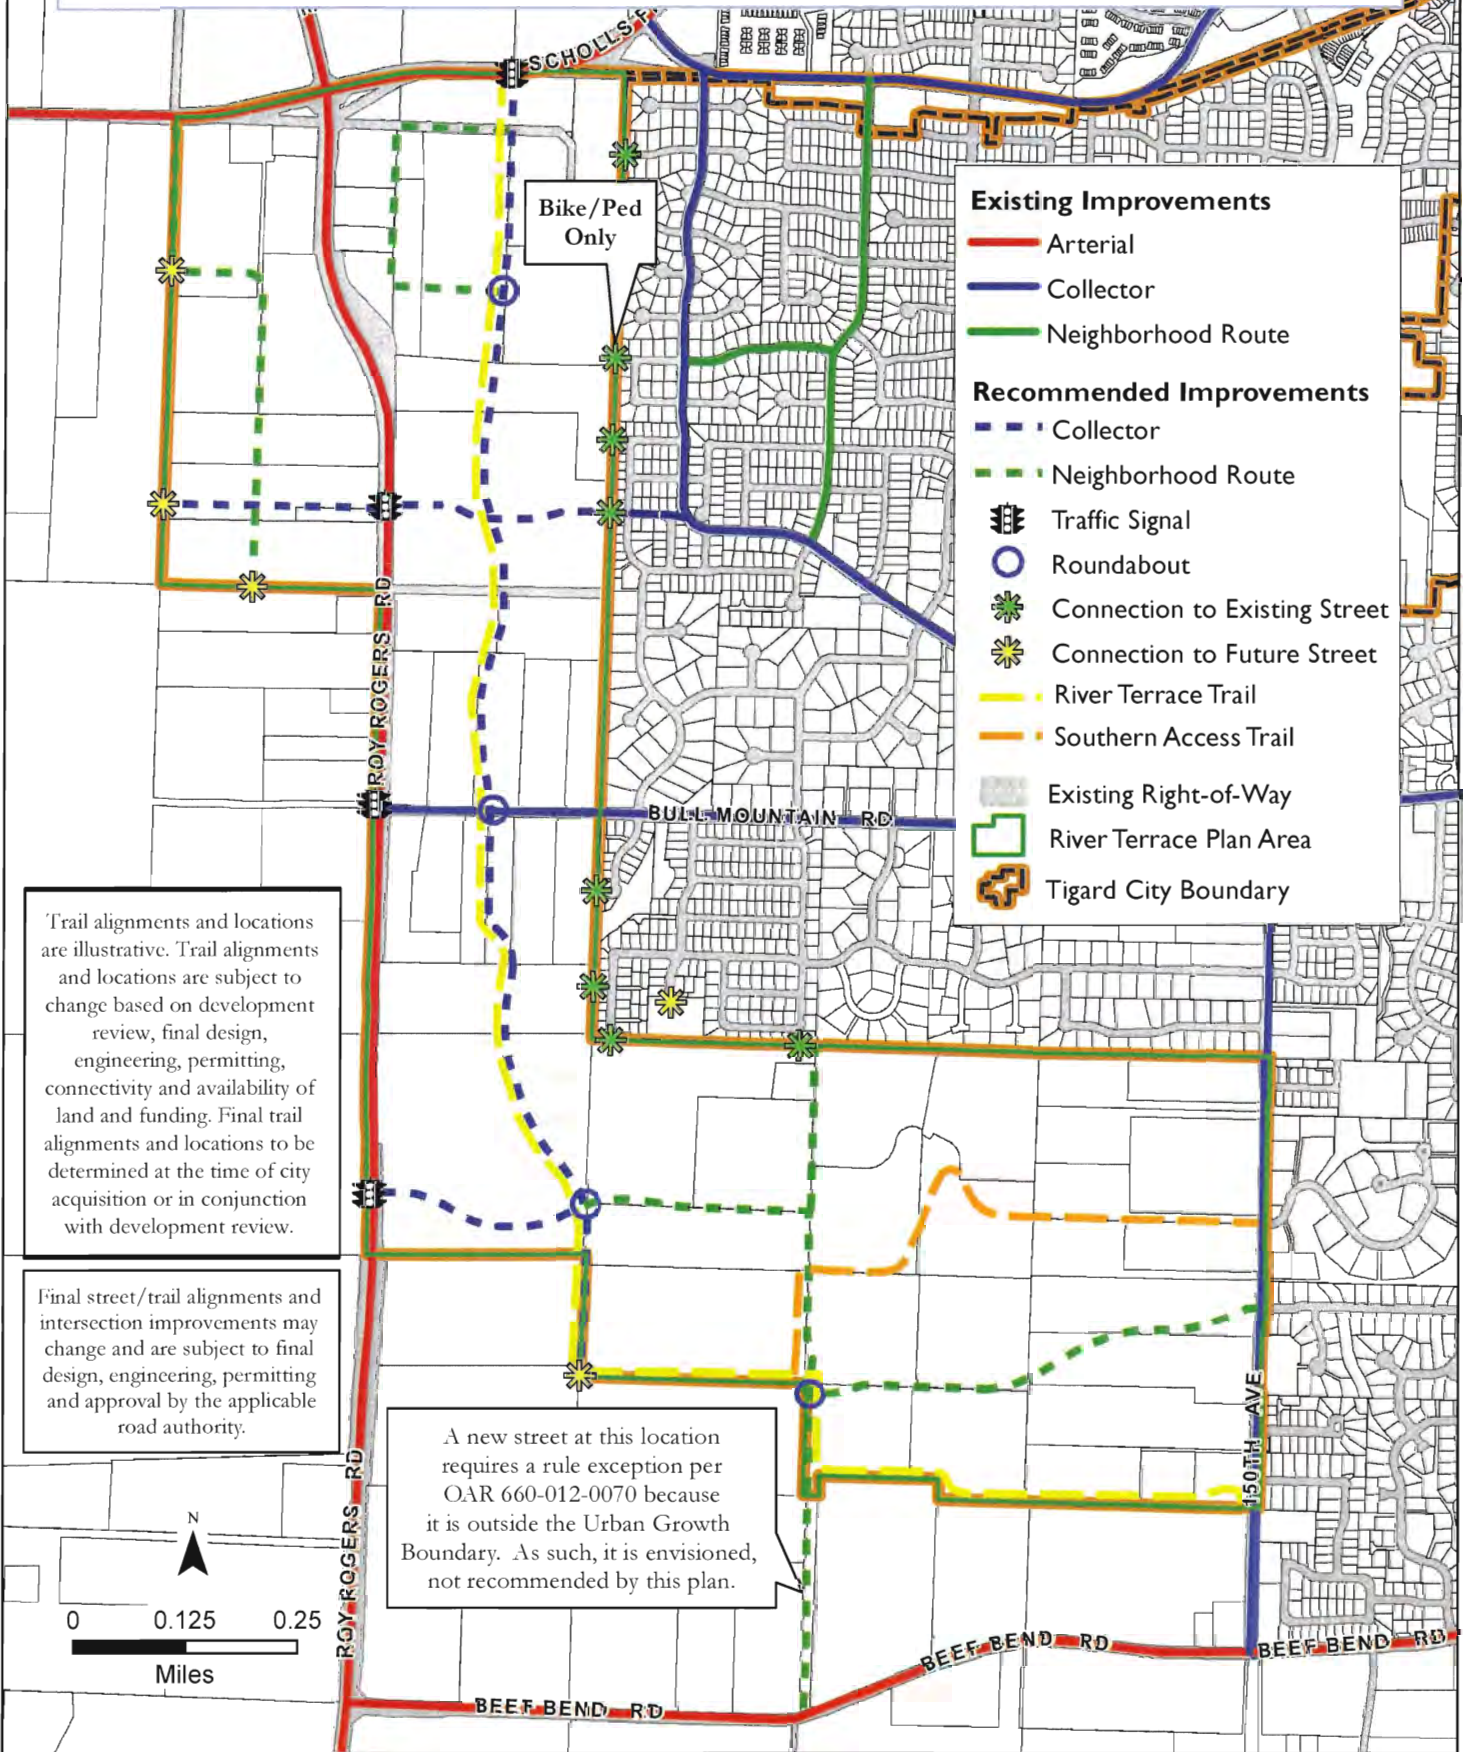 SCHOLLS F
Bike/Ped
Only
Existing Improvements
Arterial
Collector
Neighborhood Route
Recommended Improvements
Collector
Neighborhood Route
Traffic Signal
Roundabout
Connection to Existing Street
Connection to Future Street
River Terrace Trail
Southern Access Trail
Existing Right-of-Way
River Terrace Plan Area
Tigard City Boundary
ROY ROGERS RD
BULL MOUNTAIN RD
Trail alignments and locations
are illustrative. Trail alignments
and locations are subject to
change based on development
review, final design,
engineering, permitting,
connectivity and availability of
land and funding. Final trail
alignments and locations to be
determined at the time of city
acquisition or in conjunction
with development review.
Final street/trail alignments and
intersection improvements may
change and are subject to final
design, engineering, permitting
and approval by the applicable
road authority.
A new street at this location
requires a rule exception per
OAR 660-012-0070 because
it is outside the Urban Growth
Boundary. As such, it is envisioned,
not recommended by this plan.
150TH AVE
ROY ROGERS RD
N
0 0.125 0.25
Miles
BEEF BEND RD
BEEF BEND RD
BEEF BEND RD